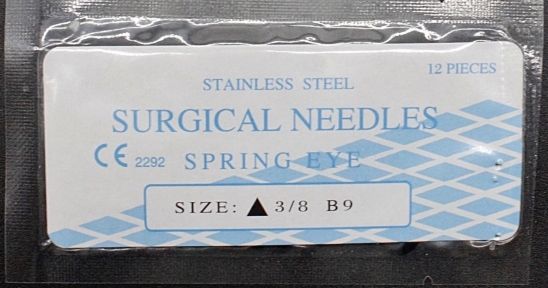 12 PIECES
STAINLESS STEEL
SURGICAL NEEDLES
CE 2292 SPRING EYE
SIZE: ▲ 3/8 B9